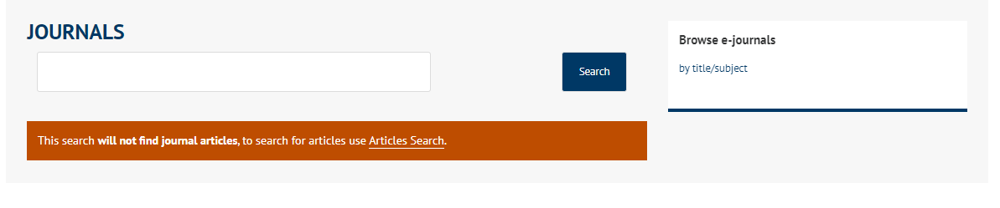 JOURNALS
Search
This search will not find journal articles, to search for articles use Articles Search.
Browse e-journals
by title/subject